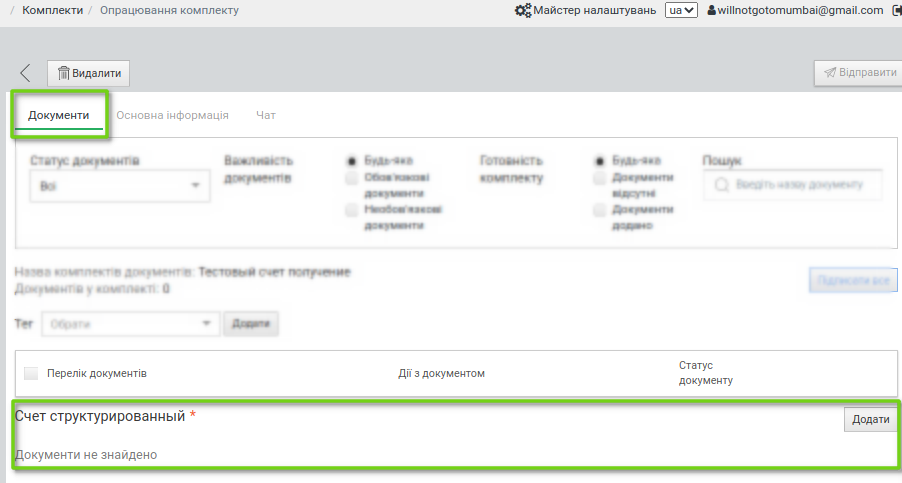 / Комплекти / Опрацювання комплекту
Майстер налаштувань ua willnotgotomumbai@gmail.com
Видалити Відправити
Документи Основна інформація Чат
Статус документів Важливість документів Будь-яка Готовність комплекту Будь-яка Пошук
Всі Обов'язкові документи Документи відсутні Введіть назву документу
Необов'язкові документи Документи додано
Назва комплектів документів: Тестовый счет получение
Документів у комплекті: 0
Підписати все
Тег Обрати Додати
Перелік документів Дії з документом Статус документу
Счет структурированный *
Додати
Документи не знайдено